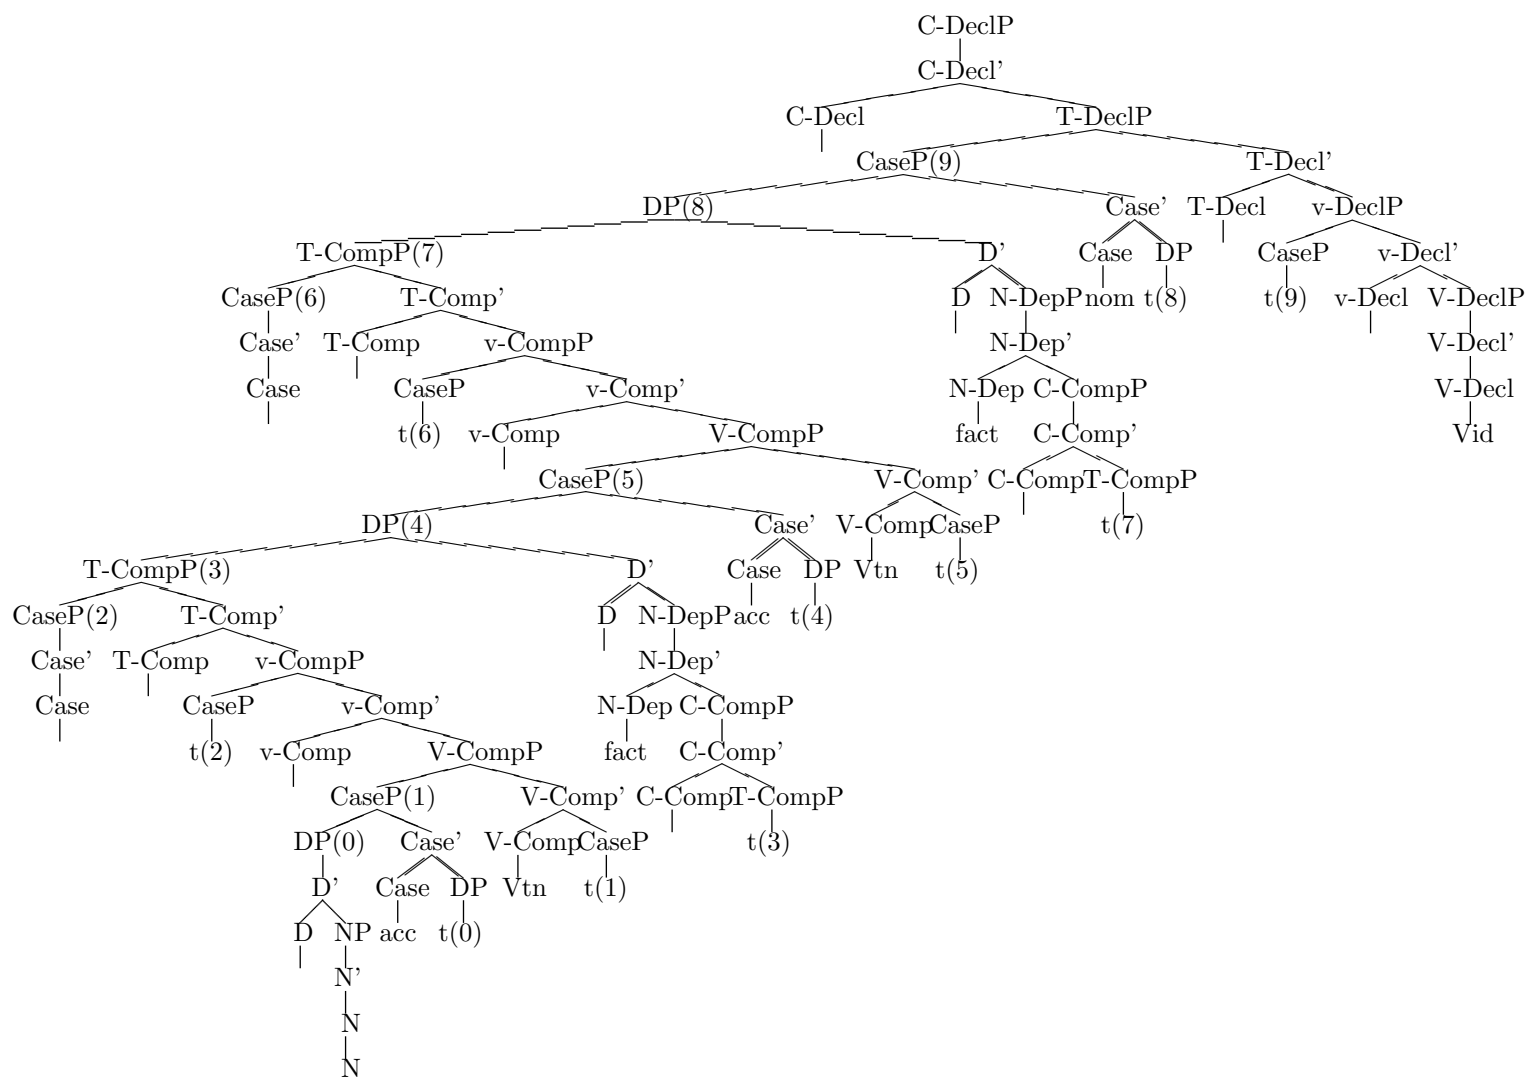 C-DeclP
C-Decl'
C-Decl T-DeclP
CaseP(9) T-Decl'
DP(8) Case' T-Decl v-DeclP
T-CompP(7) D' Case DP CaseP v-Decl'
CaseP(6) T-Comp' D N-DepP nom t(8) t(9) v-Decl V-DeclP
Case' T-Comp v-CompP N-Dep' V-Decl'
Case CaseP v-Comp' N-Dep C-CompP V-Decl
t(6) v-Comp V-CompP fact C-Comp' Vid
CaseP(5) V-Comp' C-Comp T-CompP
DP(4) Case' V-Comp CaseP t(7)
T-CompP(3) D' Case DP Vtn t(5)
CaseP(2) T-Comp' D N-DepP acc t(4)
Case' T-Comp v-CompP N-Dep'
Case CaseP v-Comp' N-Dep C-CompP
t(2) v-Comp V-CompP fact C-Comp'
CaseP(1) V-Comp' C-Comp T-CompP
DP(0) Case' V-Comp CaseP t(3)
D' Case DP Vtn t(1)
D NP acc t(0)
N'
N
N